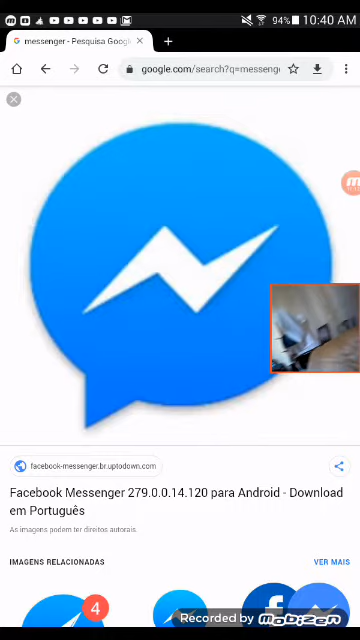 94% 10:40 AM
messenger - Pesquisa Googl
google.com/search?q=messenge
facebook-messenger.br.uptodown.com
Facebook Messenger 279.0.0.14.120 para Android - Download
em Português
As imagens podem ter direitos autorais.
IMAGENS RELACIONADAS
VER MAIS
4
Recorded by mobizen